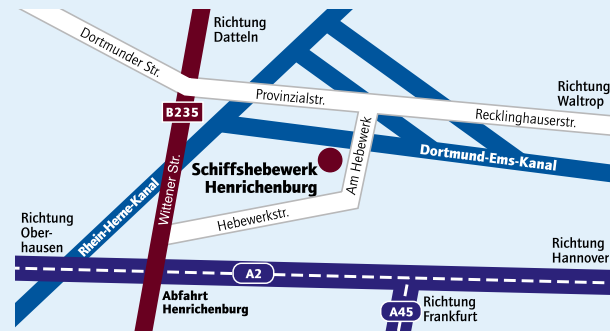 Richtung
Datteln
Dortmunder Str.
Provinzialstr.
Richtung
Waltrop
Recklinghauserstr.
B235
Am Hebewerk
Dortmund-Ems-Kanal
Schiffshebewerk
Henrichenburg
Wittener Str.
Rhein-Herne-Kanal
Hebewerkstr.
Richtung
Ober-
hausen
Richtung
Hannover
A2
Abfahrt
Henrichenburg
A45
Richtung
Frankfurt